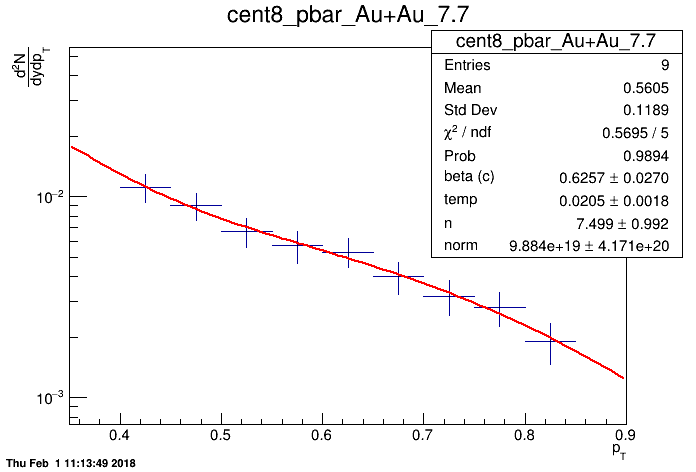 cent8_pbar_Au+Au_7.7
cent8_pbar_Au+Au_7.7
Entries 9
Mean 0.5605
Std Dev 0.1189
χ² / ndf 0.5695 / 5
Prob 0.9894
beta (c) 0.6257 ± 0.0270
temp 0.0205 ± 0.0018
n 7.499 ± 0.992
norm 9.884e+19 ± 4.171e+20
d²N
dydp_T
10⁻²
10⁻³
0.4 0.5 0.6 0.7 0.8 0.9
p_T
Thu Feb 1 11:13:49 2018